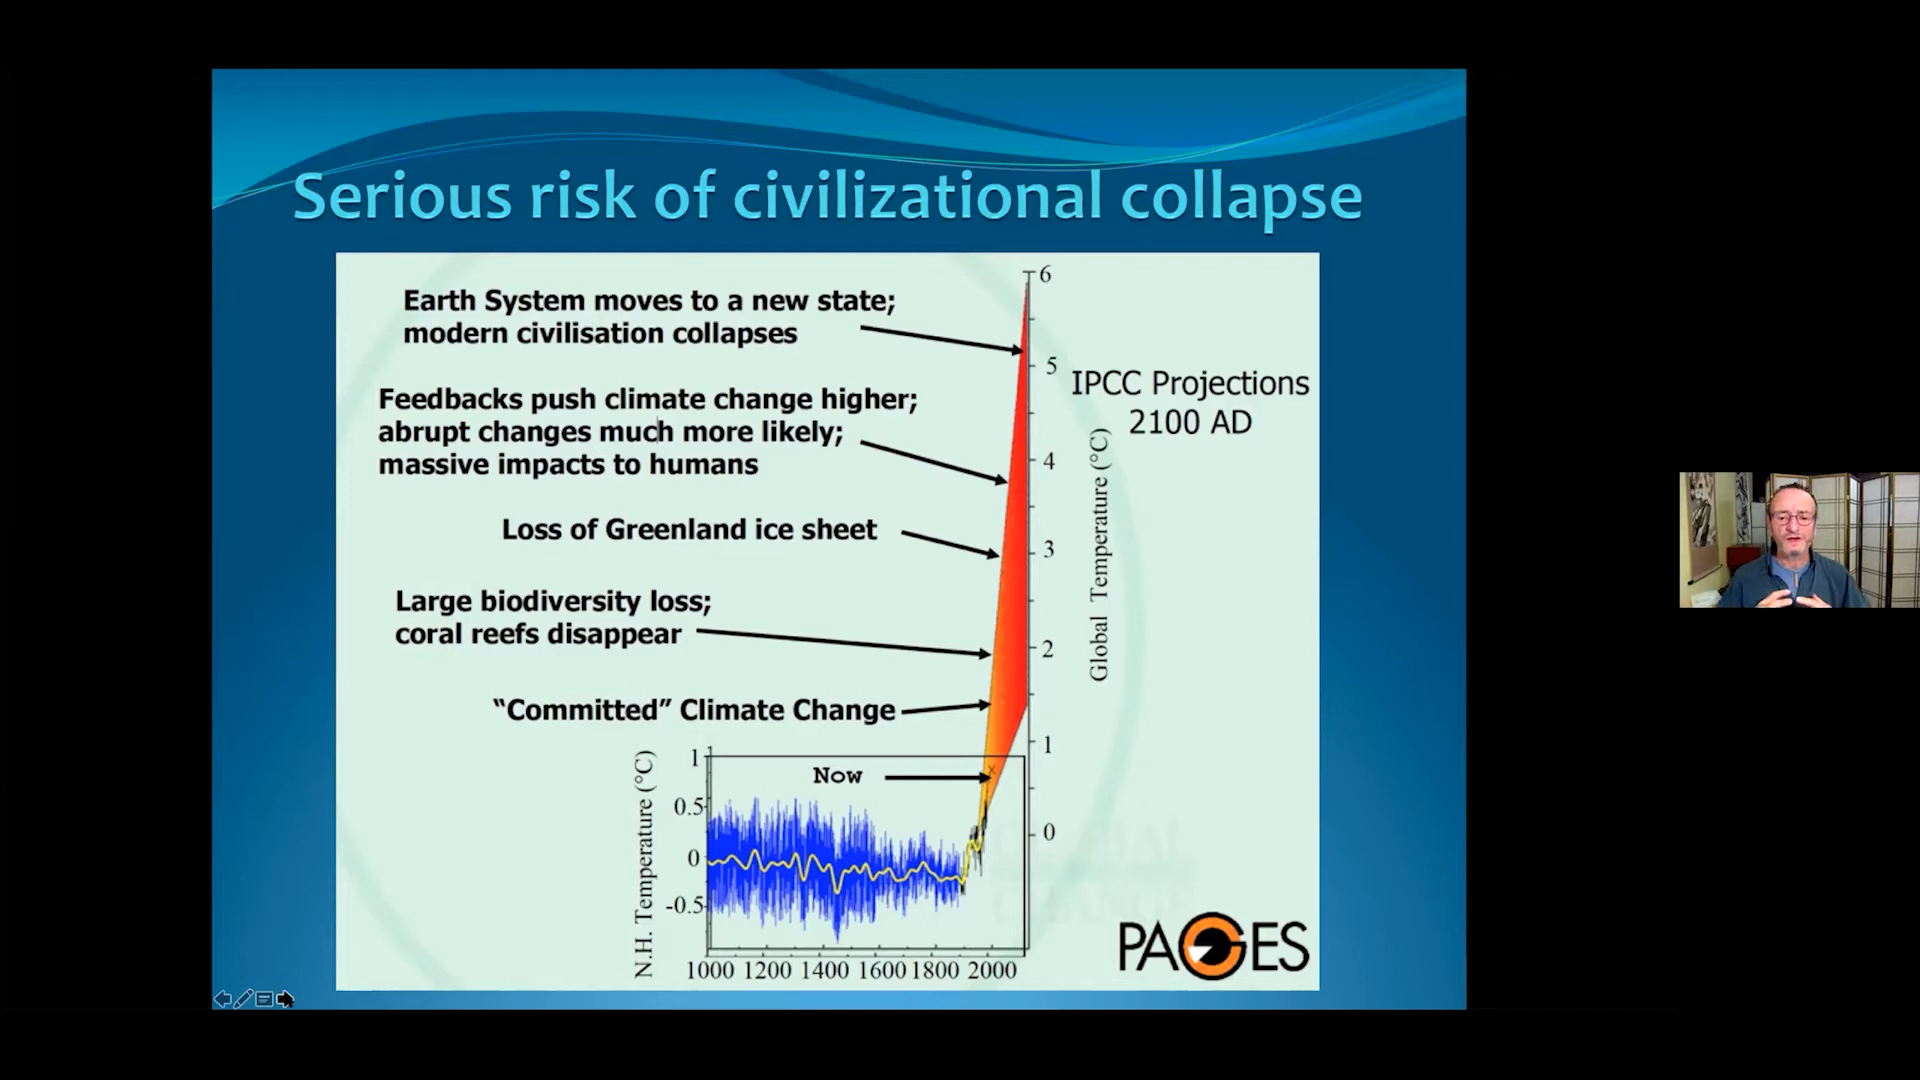 Serious risk of civilizational collapse
Earth System moves to a new state;
modern civilisation collapses
Feedbacks push climate change higher;
abrupt changes much more likely;
massive impacts to humans
Loss of Greenland ice sheet
Large biodiversity loss;
coral reefs disappear
“Committed” Climate Change
Now
IPCC Projections
2100 AD
6
5
4
3
2
1
0
Global Temperature (°C)
N.H. Temperature (°C)
1
0.5
0
-0.5
1000 1200 1400 1600 1800 2000
PAGES